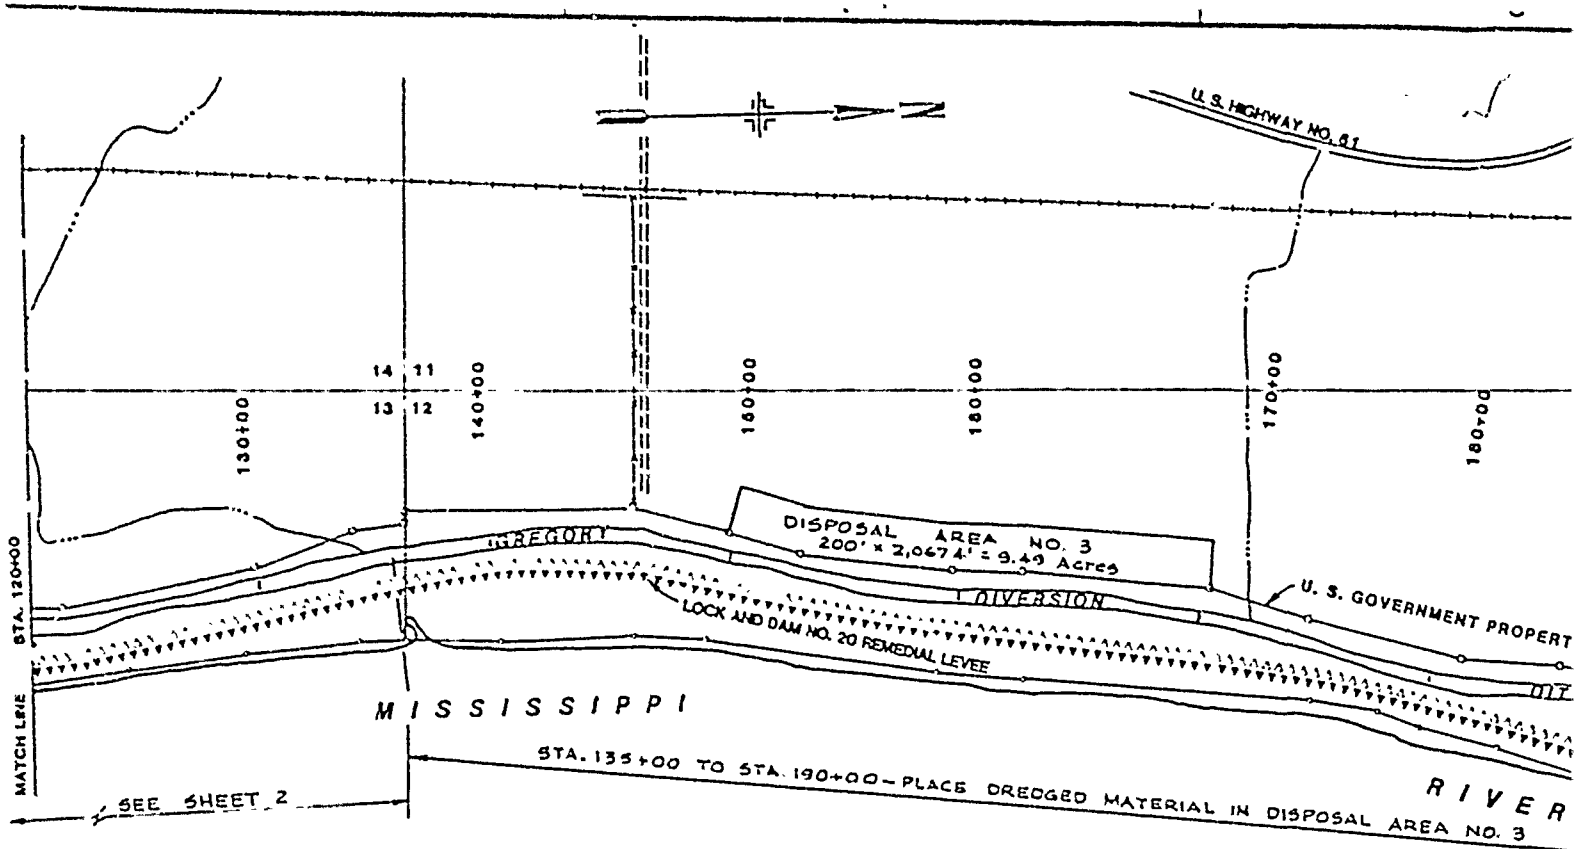 N
U. S. HIGHWAY NO. 61
14 11
13 12
130+00
140+00
150+00
160+00
170+00
180+00
GREGORY
DISPOSAL AREA NO. 3
200' x 2,067.4' = 9.49 Acres
DIVERSION
U. S. GOVERNMENT PROPERT
LOCK AND DAM NO. 20 REMEDIAL LEVEE
DIT
STA. 120+00
MATCH LINE
MISSISSIPPI
RIVER
STA. 135+00 TO STA. 190+00-PLACE DREDGED MATERIAL IN DISPOSAL AREA NO. 3
SEE SHEET 2